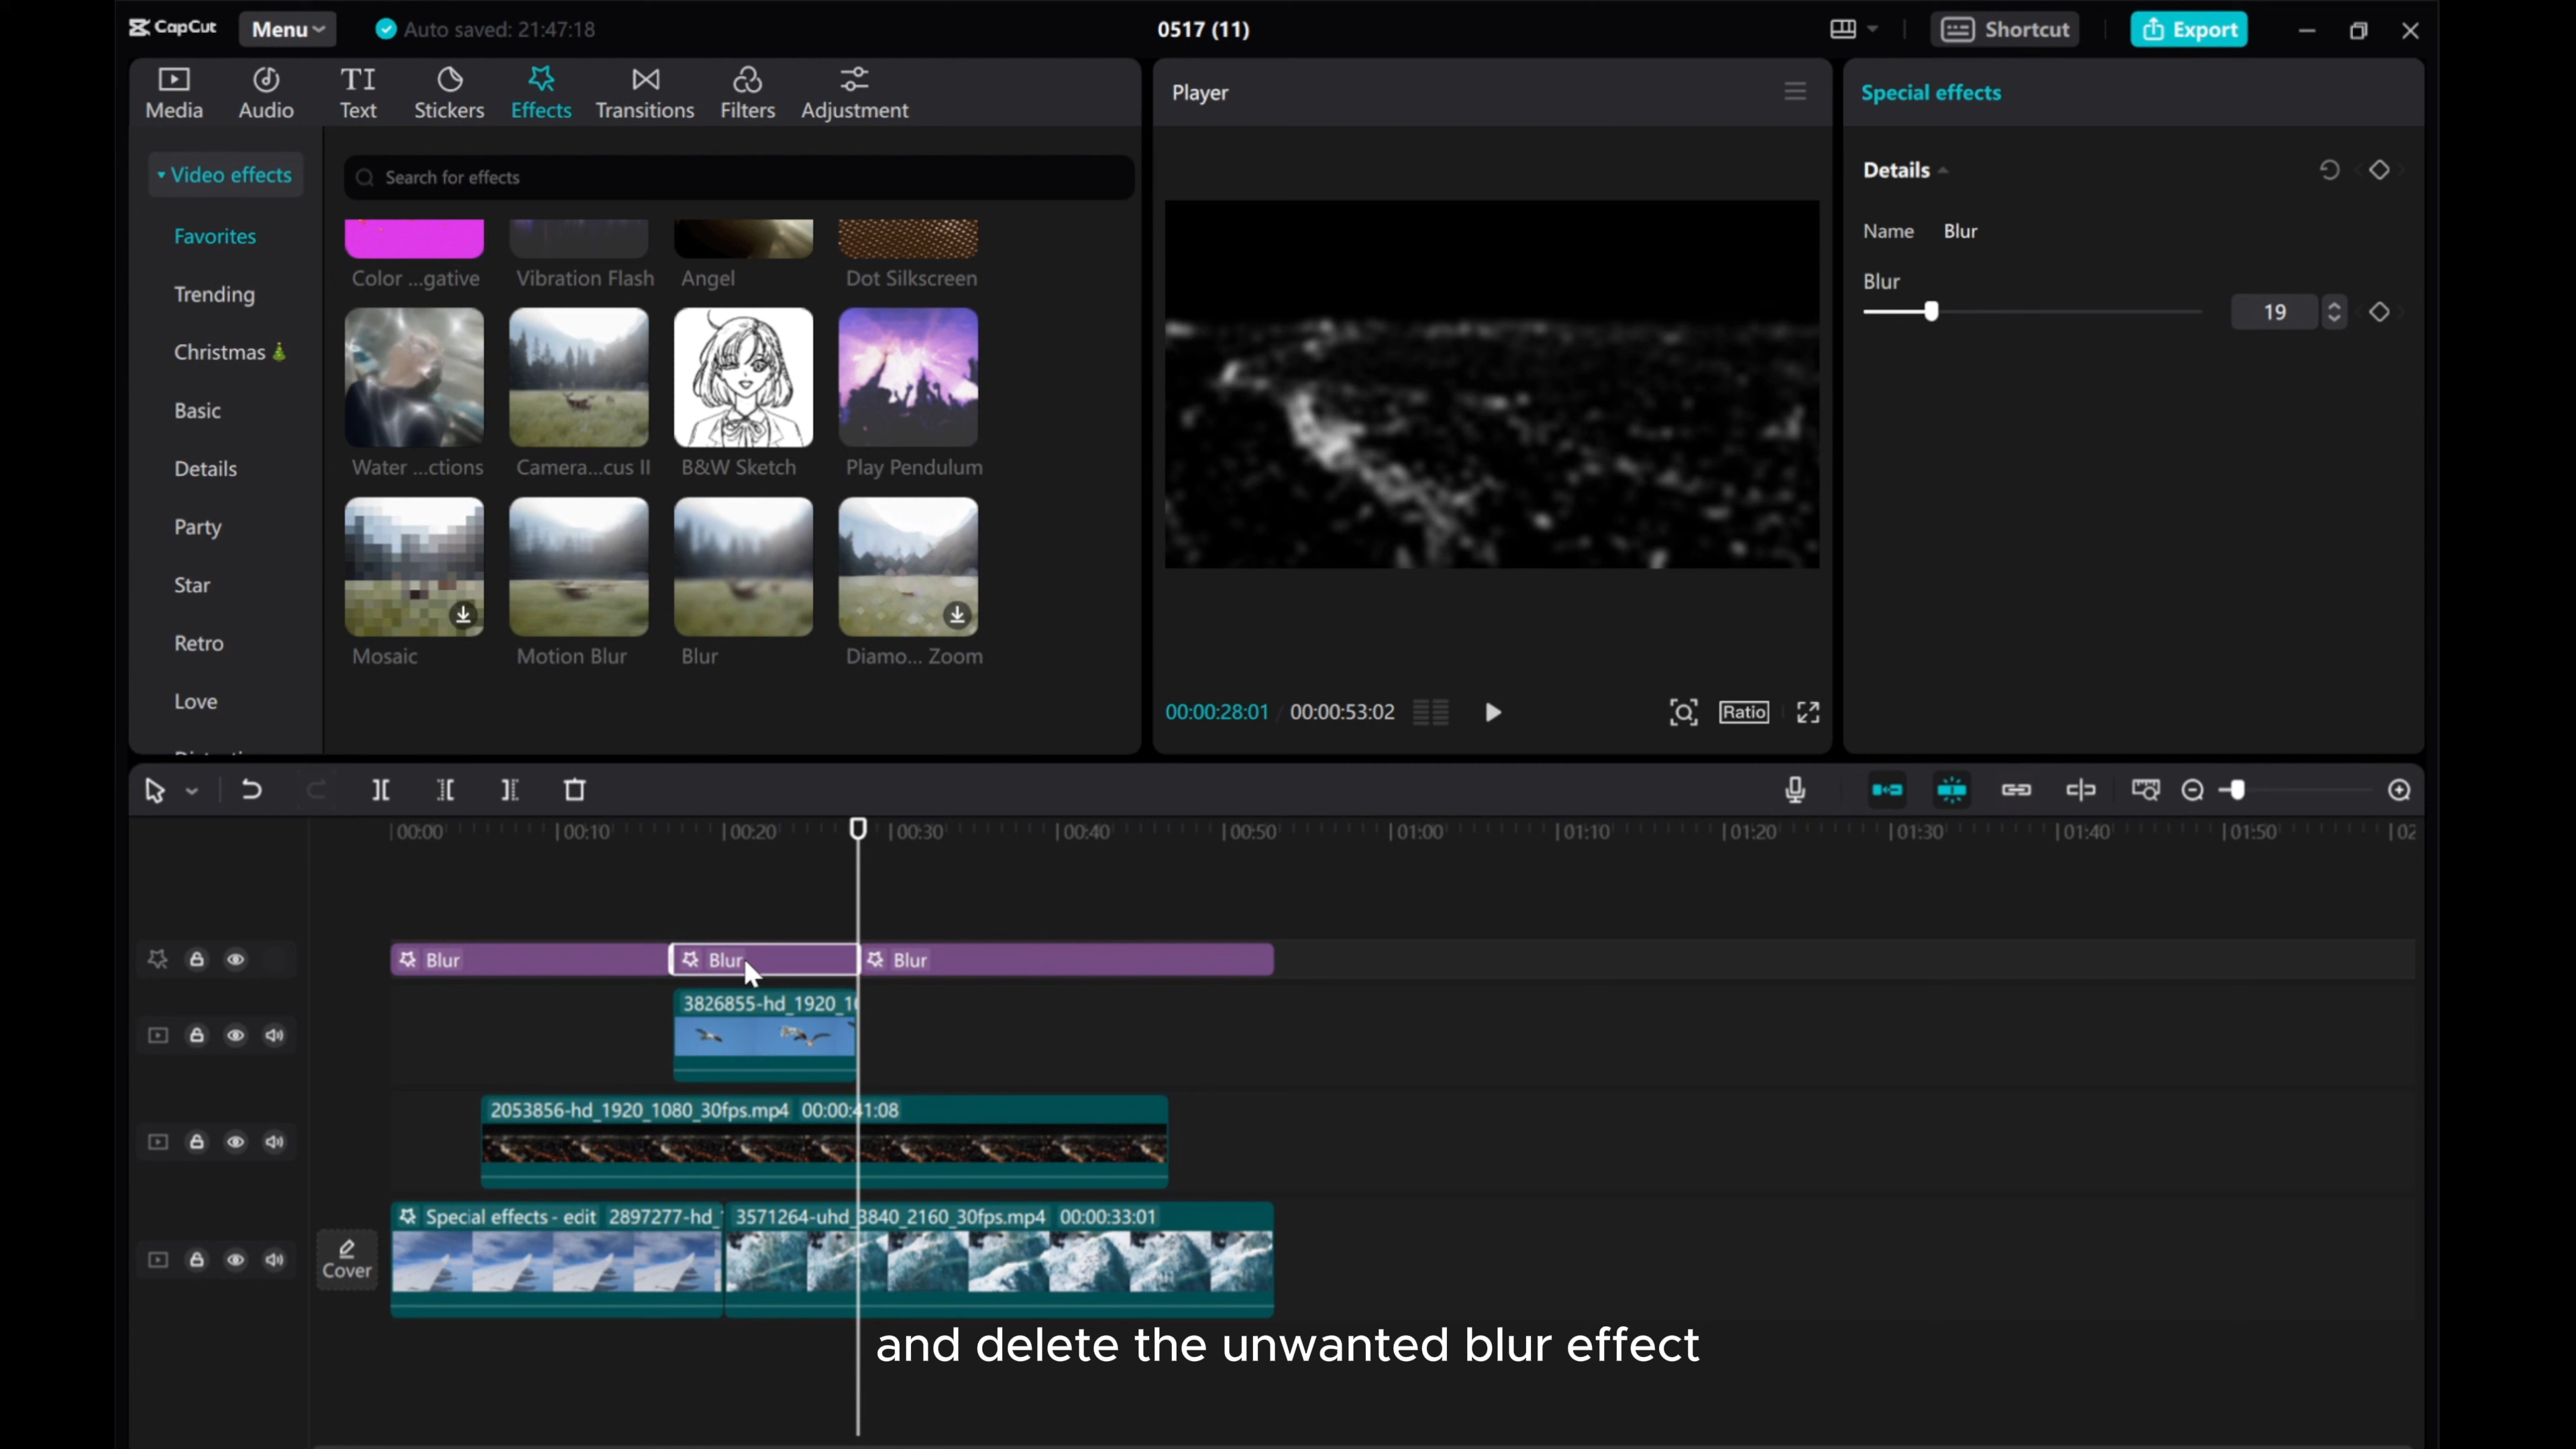 CapCut
Menu
Auto saved: 21:47:18
0517 (11)
Shortcut
Export
Media
Audio
TI
Text
Stickers
Effects
Transitions
Filters
Adjustment
Video effects
Favorites
Trending
Christmas🎄
Basic
Details
Party
Star
Retro
Love
Search for effects
Color ...gative
Vibration Flash
Angel
Dot Silkscreen
Water ...ctions
Camera...cus II
B&W Sketch
Play Pendulum
Mosaic
Motion Blur
Blur
Diamo... Zoom
Player
00:00:28:01 / 00:00:53:02
Ratio
Special effects
Details
Name Blur
Blur
19
00:00 00:10 00:20 00:30 00:40 00:50 01:00 01:10 01:20 01:30 01:40 01:50 02
Blur
Blur
Blur
3826855-hd_1920_10
2053856-hd_1920_1080_30fps.mp4 00:00:41:08
Cover
Special effects - edit 2897277-hd_
3571264-uhd_3840_2160_30fps.mp4 00:00:33:01
and delete the unwanted blur effect